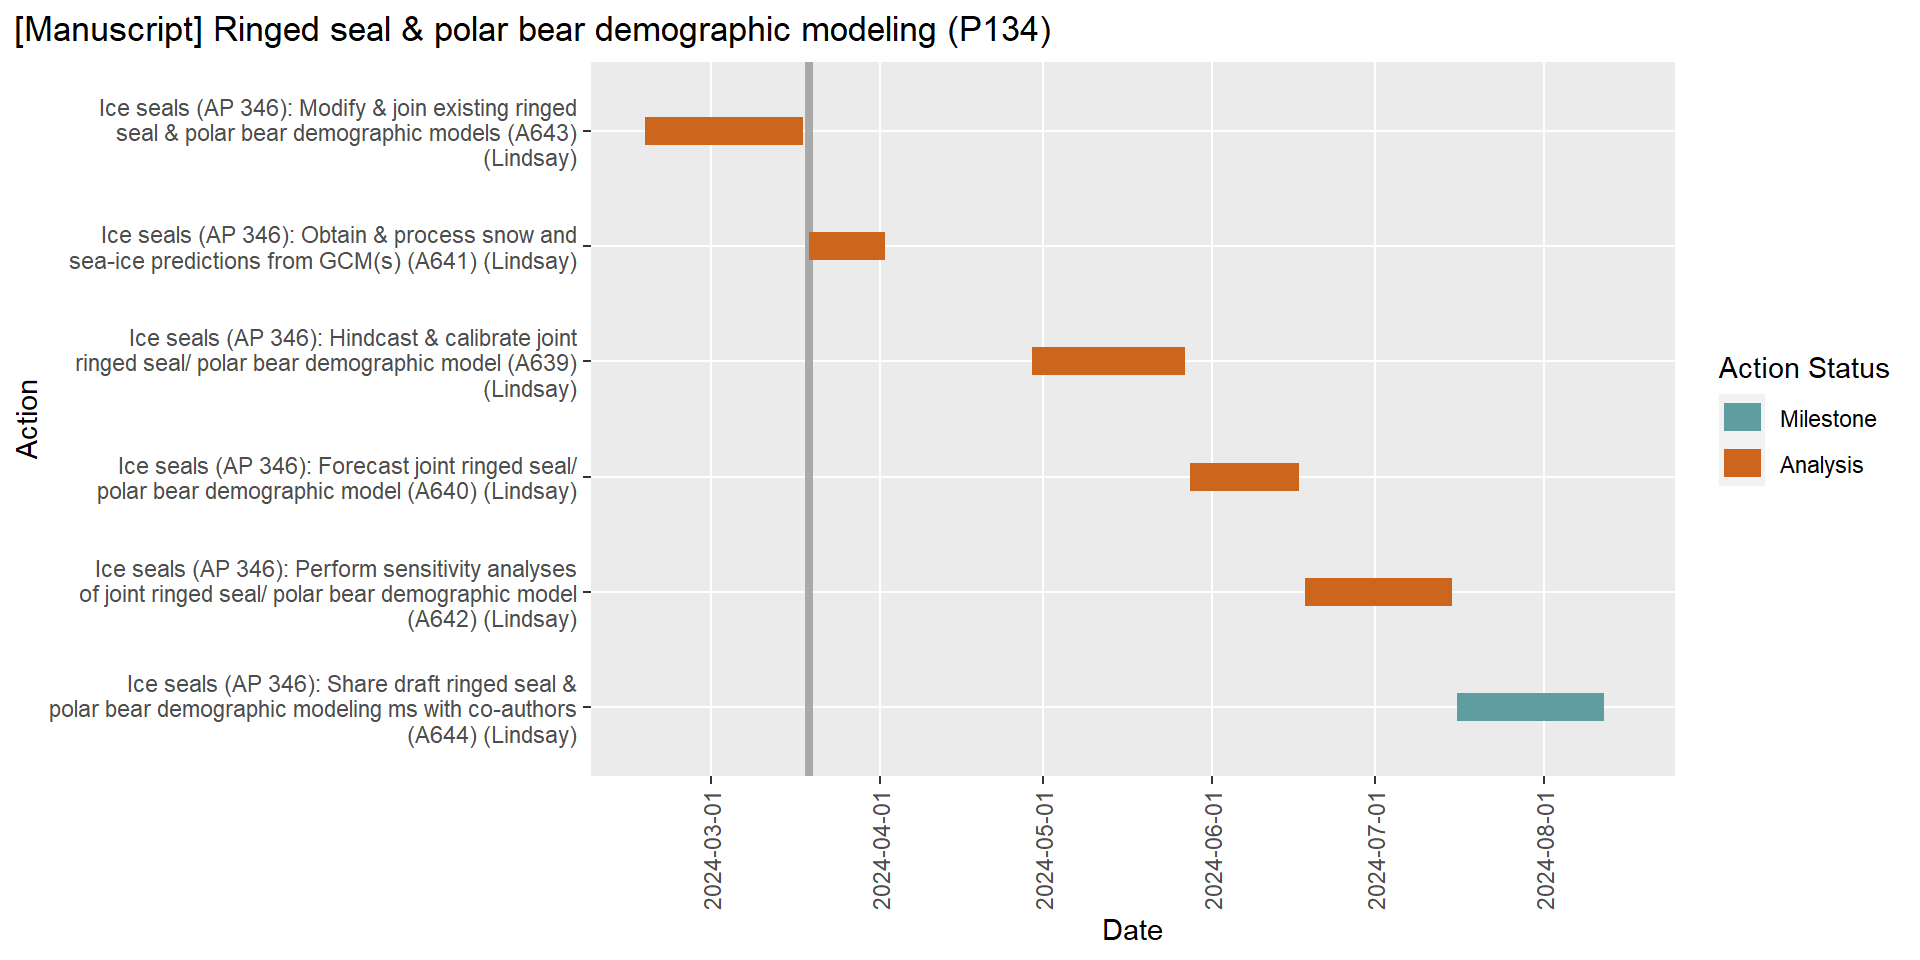 [Manuscript] Ringed seal & polar bear demographic modeling (P134)
Ice seals (AP 346): Modify & join existing ringed
seal & polar bear demographic models (A643)
(Lindsay)
Ice seals (AP 346): Obtain & process snow and
sea-ice predictions from GCM(s) (A641) (Lindsay)
Ice seals (AP 346): Hindcast & calibrate joint
ringed seal/ polar bear demographic model (A639)
(Lindsay)
Ice seals (AP 346): Forecast joint ringed seal/
polar bear demographic model (A640) (Lindsay)
Ice seals (AP 346): Perform sensitivity analyses
of joint ringed seal/ polar bear demographic model
(A642) (Lindsay)
Ice seals (AP 346): Share draft ringed seal &
polar bear demographic modeling ms with co-authors
(A644) (Lindsay)
Action
2024-03-01
2024-04-01
2024-05-01
2024-06-01
2024-07-01
2024-08-01
Date
Action Status
Milestone
Analysis